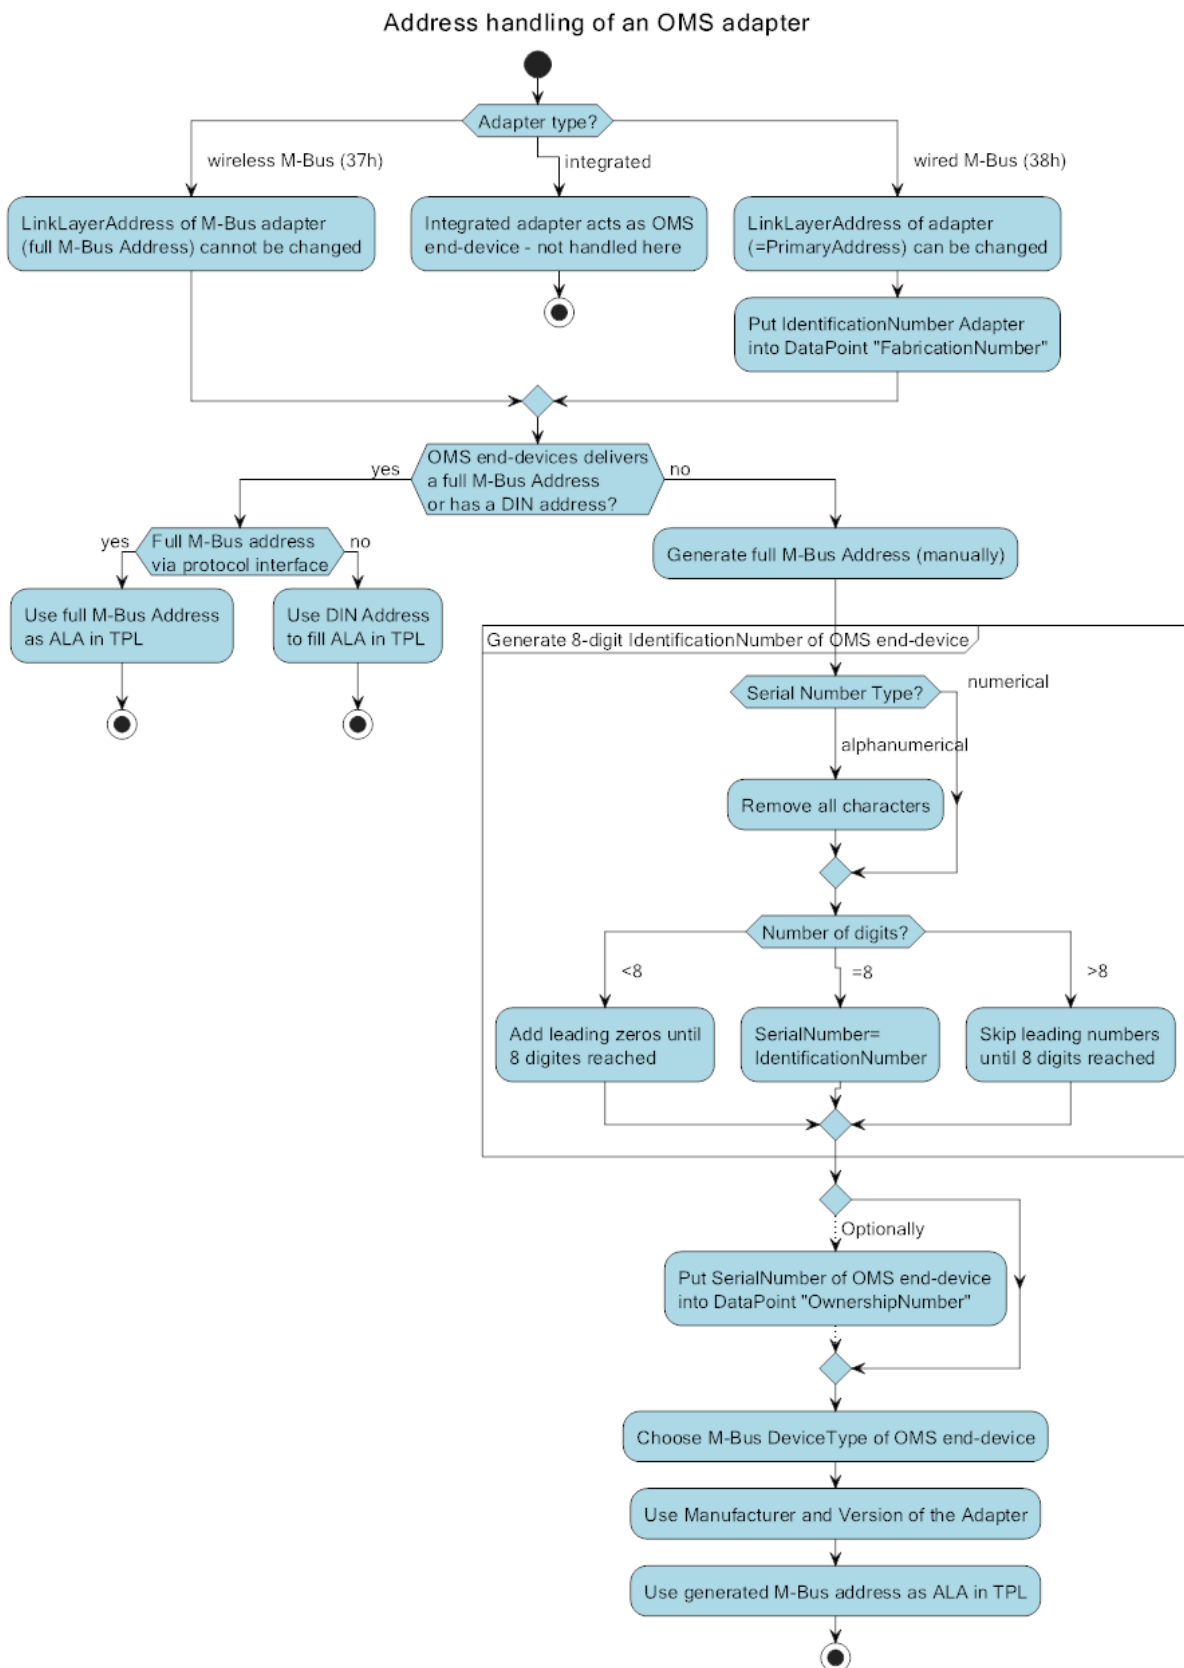 Address handling of an OMS adapter
Adapter type?
wireless M-Bus (37h)
integrated
wired M-Bus (38h)
LinkLayerAddress of M-Bus adapter
(full M-Bus Address) cannot be changed
Integrated adapter acts as OMS
end-device - not handled here
LinkLayerAddress of adapter
(=PrimaryAddress) can be changed
Put IdentificationNumber Adapter
into DataPoint "FabricationNumber"
OMS end-devices delivers
a full M-Bus Address
or has a DIN address?
yes
no
Full M-Bus address
via protocol interface
yes
no
Use full M-Bus Address
as ALA in TPL
Use DIN Address
to fill ALA in TPL
Generate full M-Bus Address (manually)
Generate 8-digit IdentificationNumber of OMS end-device
Serial Number Type?
numerical
alphanumerical
Remove all characters
Number of digits?
<8
=8
>8
Add leading zeros until
8 digites reached
SerialNumber=
IdentificationNumber
Skip leading numbers
until 8 digits reached
Optionally
Put SerialNumber of OMS end-device
into DataPoint "OwnershipNumber"
Choose M-Bus DeviceType of OMS end-device
Use Manufacturer and Version of the Adapter
Use generated M-Bus address as ALA in TPL